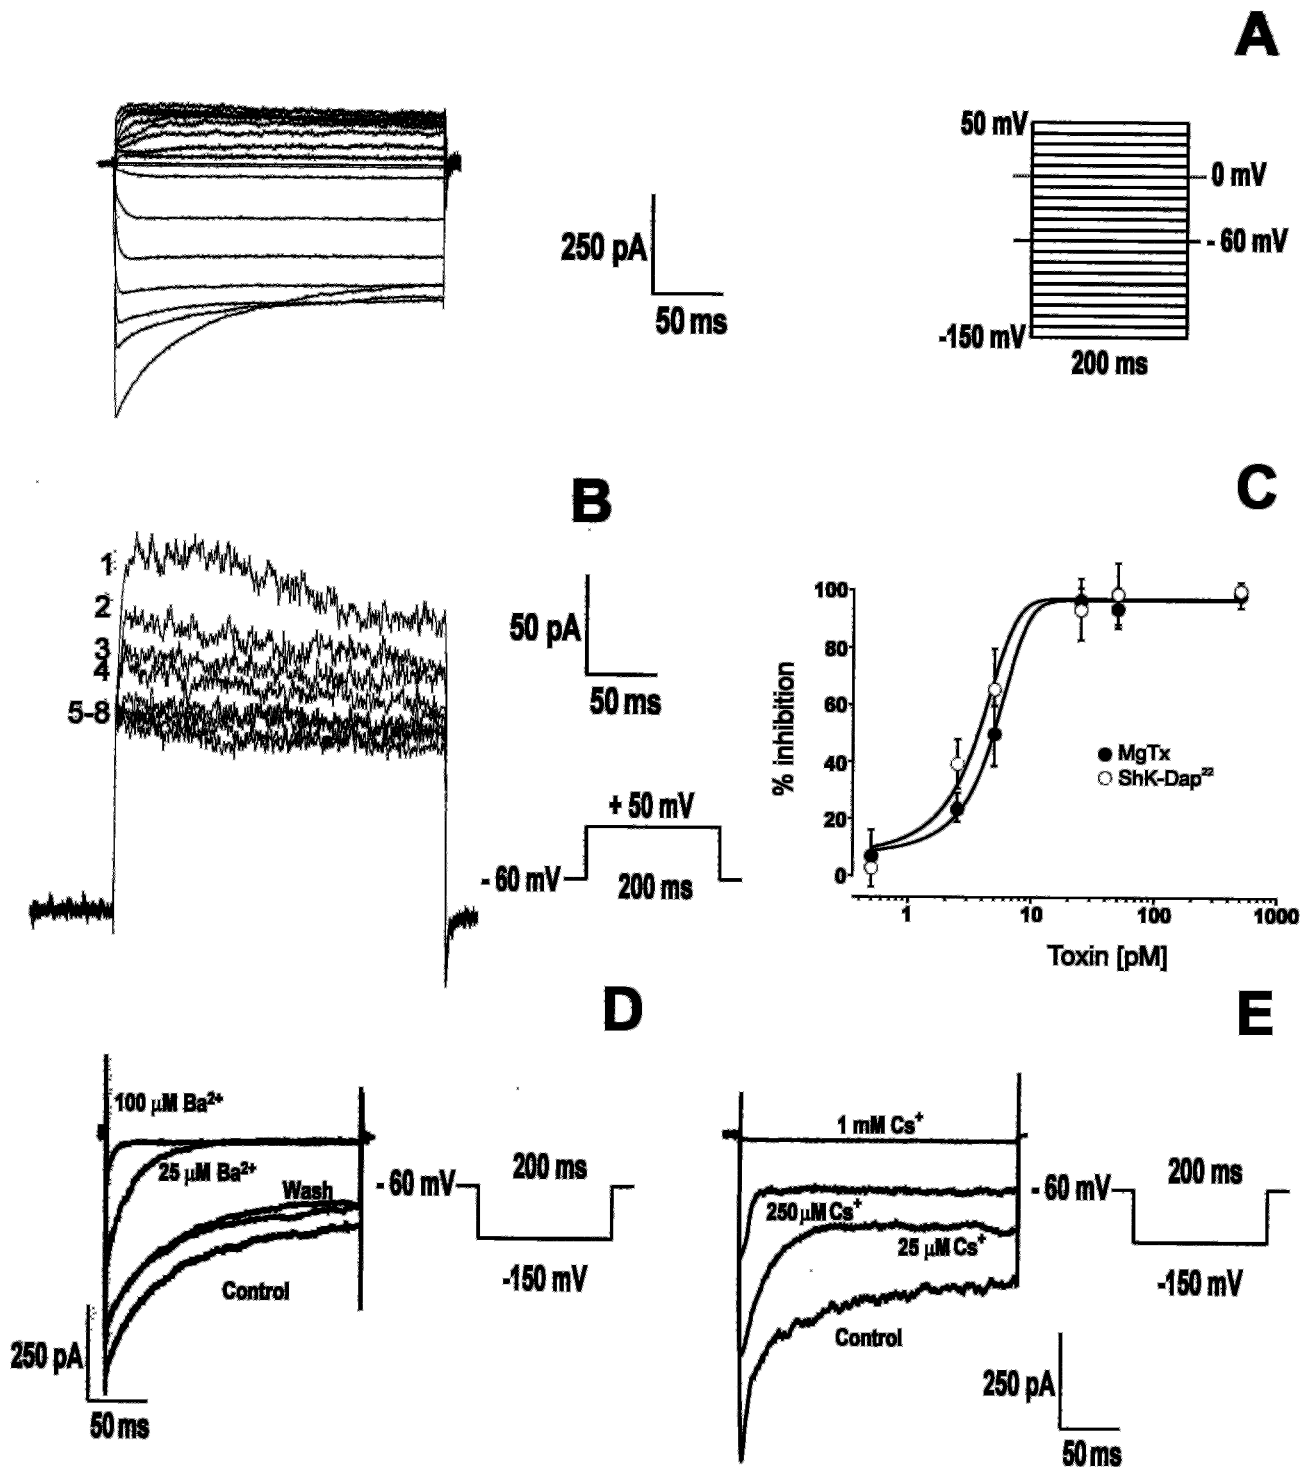 A
50 mV
0 mV
250 pA
- 60 mV
50 ms
-150 mV
200 ms
B
C
1
2
3
4
5-8
50 pA
50 ms
+ 50 mV
- 60 mV
200 ms
100
80
60
40
20
0
% inhibition
MgTx
ShK-Dap²²
1
10
100
1000
Toxin [pM]
D
E
100 µM Ba²⁺
25 µM Ba²⁺
Wash
Control
250 pA
50 ms
200 ms
- 60 mV
-150 mV
1 mM Cs⁺
250 µM Cs⁺
25 µM Cs⁺
Control
200 ms
- 60 mV
-150 mV
250 pA
50 ms